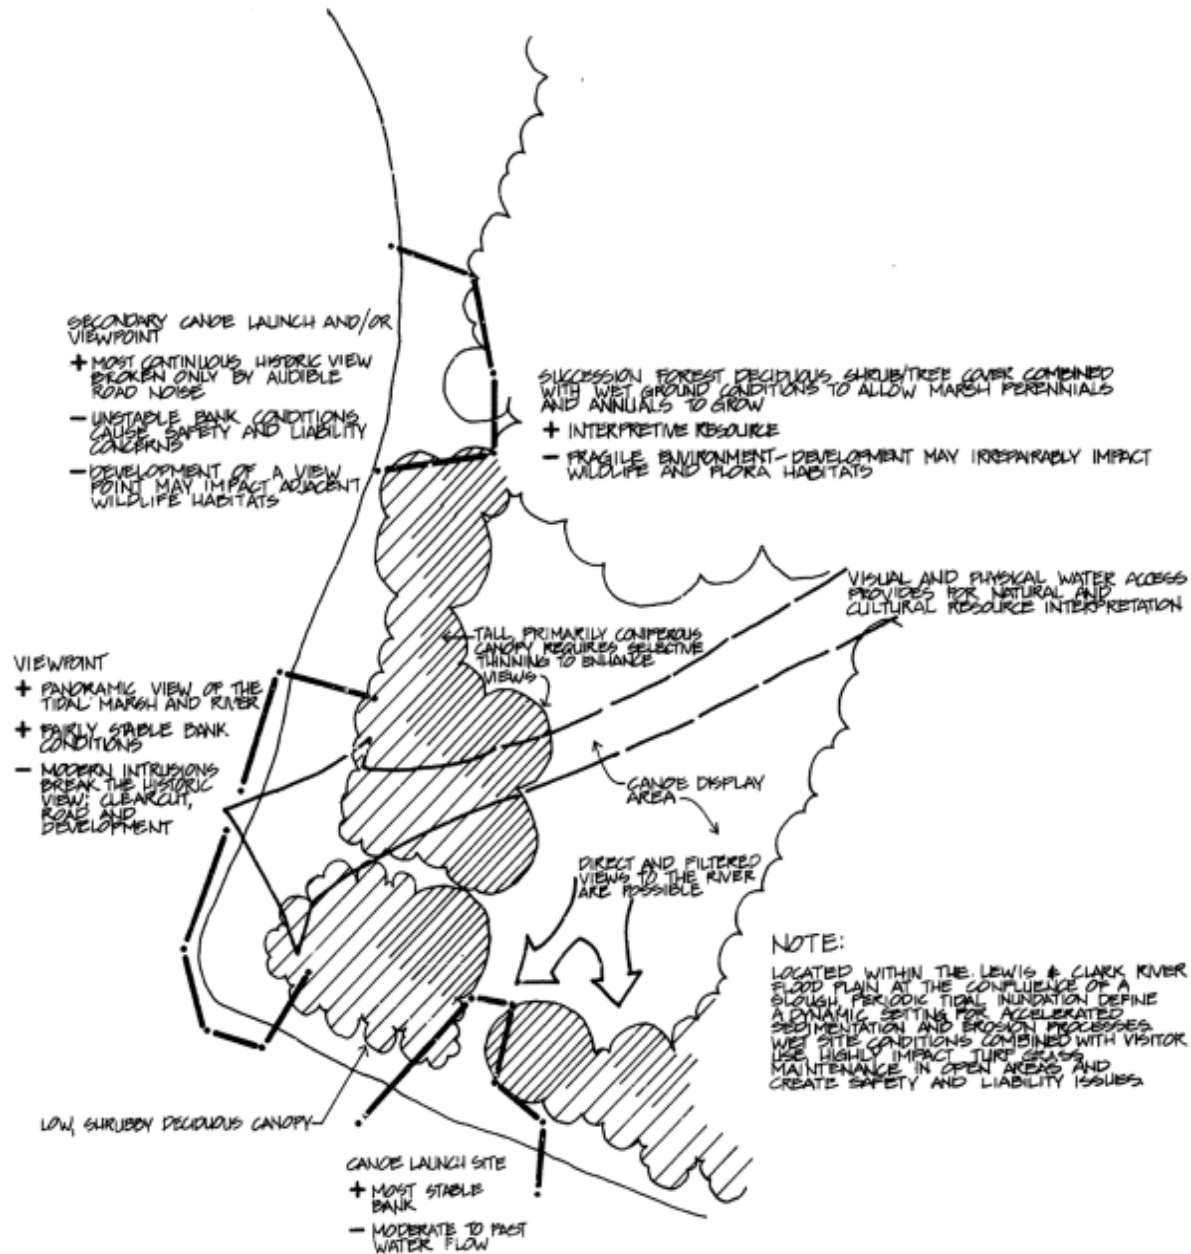 SECONDARY CANOE LAUNCH AND/OR
VIEWPOINT
+ MOST CONTINUOUS HISTORIC VIEW
BROKEN ONLY BY AUDIBLE
ROAD NOISE
- UNSTABLE BANK CONDITIONS
CAUSE SAFETY AND LIABILITY
CONCERNS
- DEVELOPMENT OF A VIEW
POINT MAY IMPACT ADJACENT
WILDLIFE HABITATS
SUCCESSION FOREST DECIDUOUS SHRUB/TREE COVER COMBINED
WITH WET GROUND CONDITIONS TO ALLOW MARSH PERENNIALS
AND ANNUALS TO GROW
+ INTERPRETIVE RESOURCE
- FRAGILE ENVIRONMENT - DEVELOPMENT MAY IRREPAIRABLY IMPACT
WILDLIFE AND FLORA HABITATS
VISUAL AND PHYSICAL WATER ACCESS
PROVIDES FOR NATURAL AND
CULTURAL RESOURCE INTERPRETATION
TALL, PRIMARILY CONIFEROUS
CANOPY REQUIRES SELECTIVE
THINNING TO ENHANCE
VIEWS
VIEWPOINT
+ PANORAMIC VIEW OF THE
TIDAL MARSH AND RIVER
+ FAIRLY STABLE BANK
CONDITIONS
- MODERN INTRUSIONS
BREAK THE HISTORIC
VIEW: CLEARCUT,
ROAD AND
DEVELOPMENT
CANOE DISPLAY
AREA
DIRECT AND FILTERED
VIEWS TO THE RIVER
ARE POSSIBLE
NOTE:
LOCATED WITHIN THE LEWIS & CLARK RIVER
FLOOD PLAIN AT THE CONFLUENCE OF A
SLOUGH, PERIODIC TIDAL INUNDATION DEFINE
A DYNAMIC SETTING FOR ACCELERATED
SEDIMENTATION AND EROSION PROCESSES.
WET SITE CONDITIONS COMBINED WITH VISITOR
USE HIGHLY IMPACT TURF GRASS
MAINTENANCE IN OPEN AREAS AND
CREATE SAFETY AND LIABILITY ISSUES.
LOW, SHRUBBY DECIDUOUS CANOPY
CANOE LAUNCH SITE
+ MOST STABLE
BANK
- MODERATE TO FAST
WATER FLOW